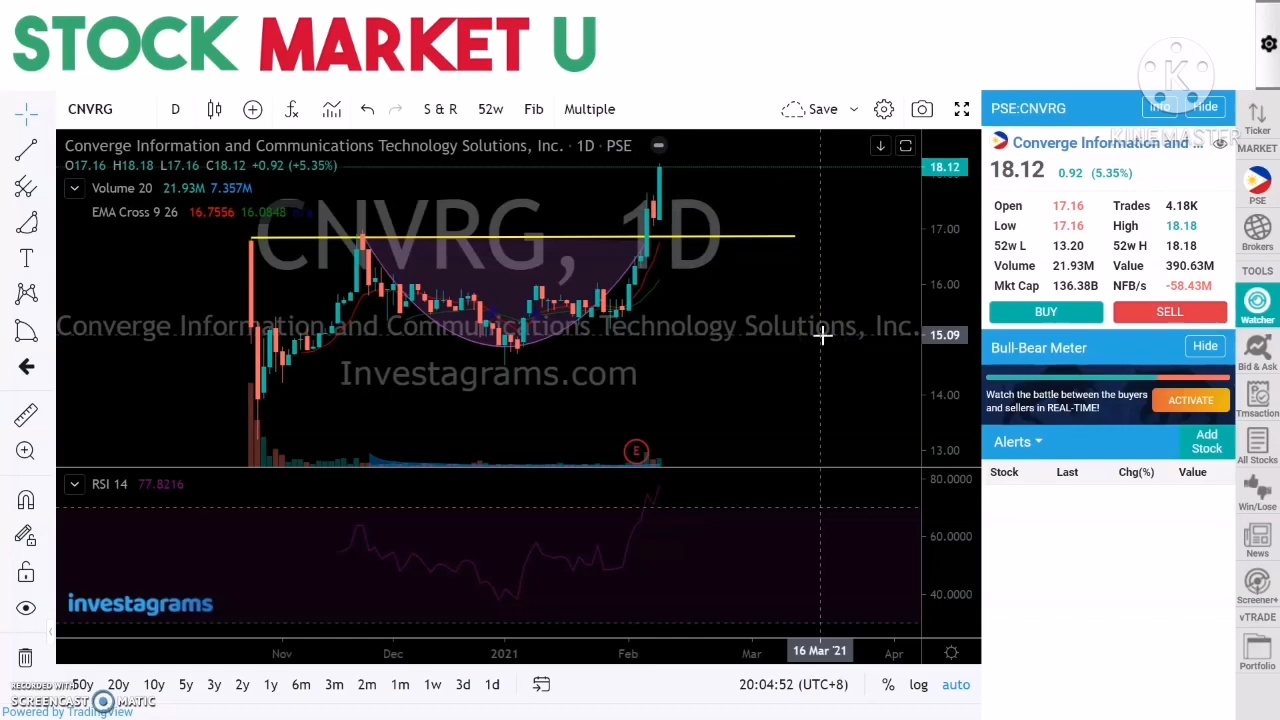 STOCK MARKET U
CNVRG D S & R 52w Fib Multiple Save
Converge Information and Communications Technology Solutions, Inc. · 1D · PSE
O17.16 H18.18 L17.16 C18.12 +0.92 (+5.35%)
Volume 20 21.93M 7.357M
EMA Cross 9 26 16.7556 16.0848 n/a
CNVRG, 1D
Converge Information and Communications Technology Solutions, Inc.
Investagrams.com
E
18.12
17.00
16.00
15.09
14.00
13.00
RSI 14 77.8216
80.0000
60.0000
40.0000
investagrams
Nov Dec 2021 Feb Mar 16 Mar '21 Apr
50y 20y 10y 5y 3y 2y 1y 6m 3m 2m 1m 1w 3d 1d 20:04:52 (UTC+8) % log auto
RECORDED WITH
SCREENCAST MATIC
Powered by TradingView
K
KINEMASTER
PSE:CNVRG Info Hide
Converge Information and ...
18.12 0.92 (5.35%)
Open 17.16 Trades 4.18K
Low 17.16 High 18.18
52w L 13.20 52w H 18.18
Volume 21.93M Value 390.63M
Mkt Cap 136.38B NFB/s -58.43M
BUY SELL
Bull-Bear Meter Hide
Watch the battle between the buyers
and sellers in REAL-TIME!
ACTIVATE
Alerts Add
Stock
Stock Last Chg(%) Value
Ticker
MARKET
PSE
Brokers
TOOLS
Watcher
Bid & Ask
Trnsaction
All Stocks
Win/Lose
News
Screener+
vTRADE
Portfolio